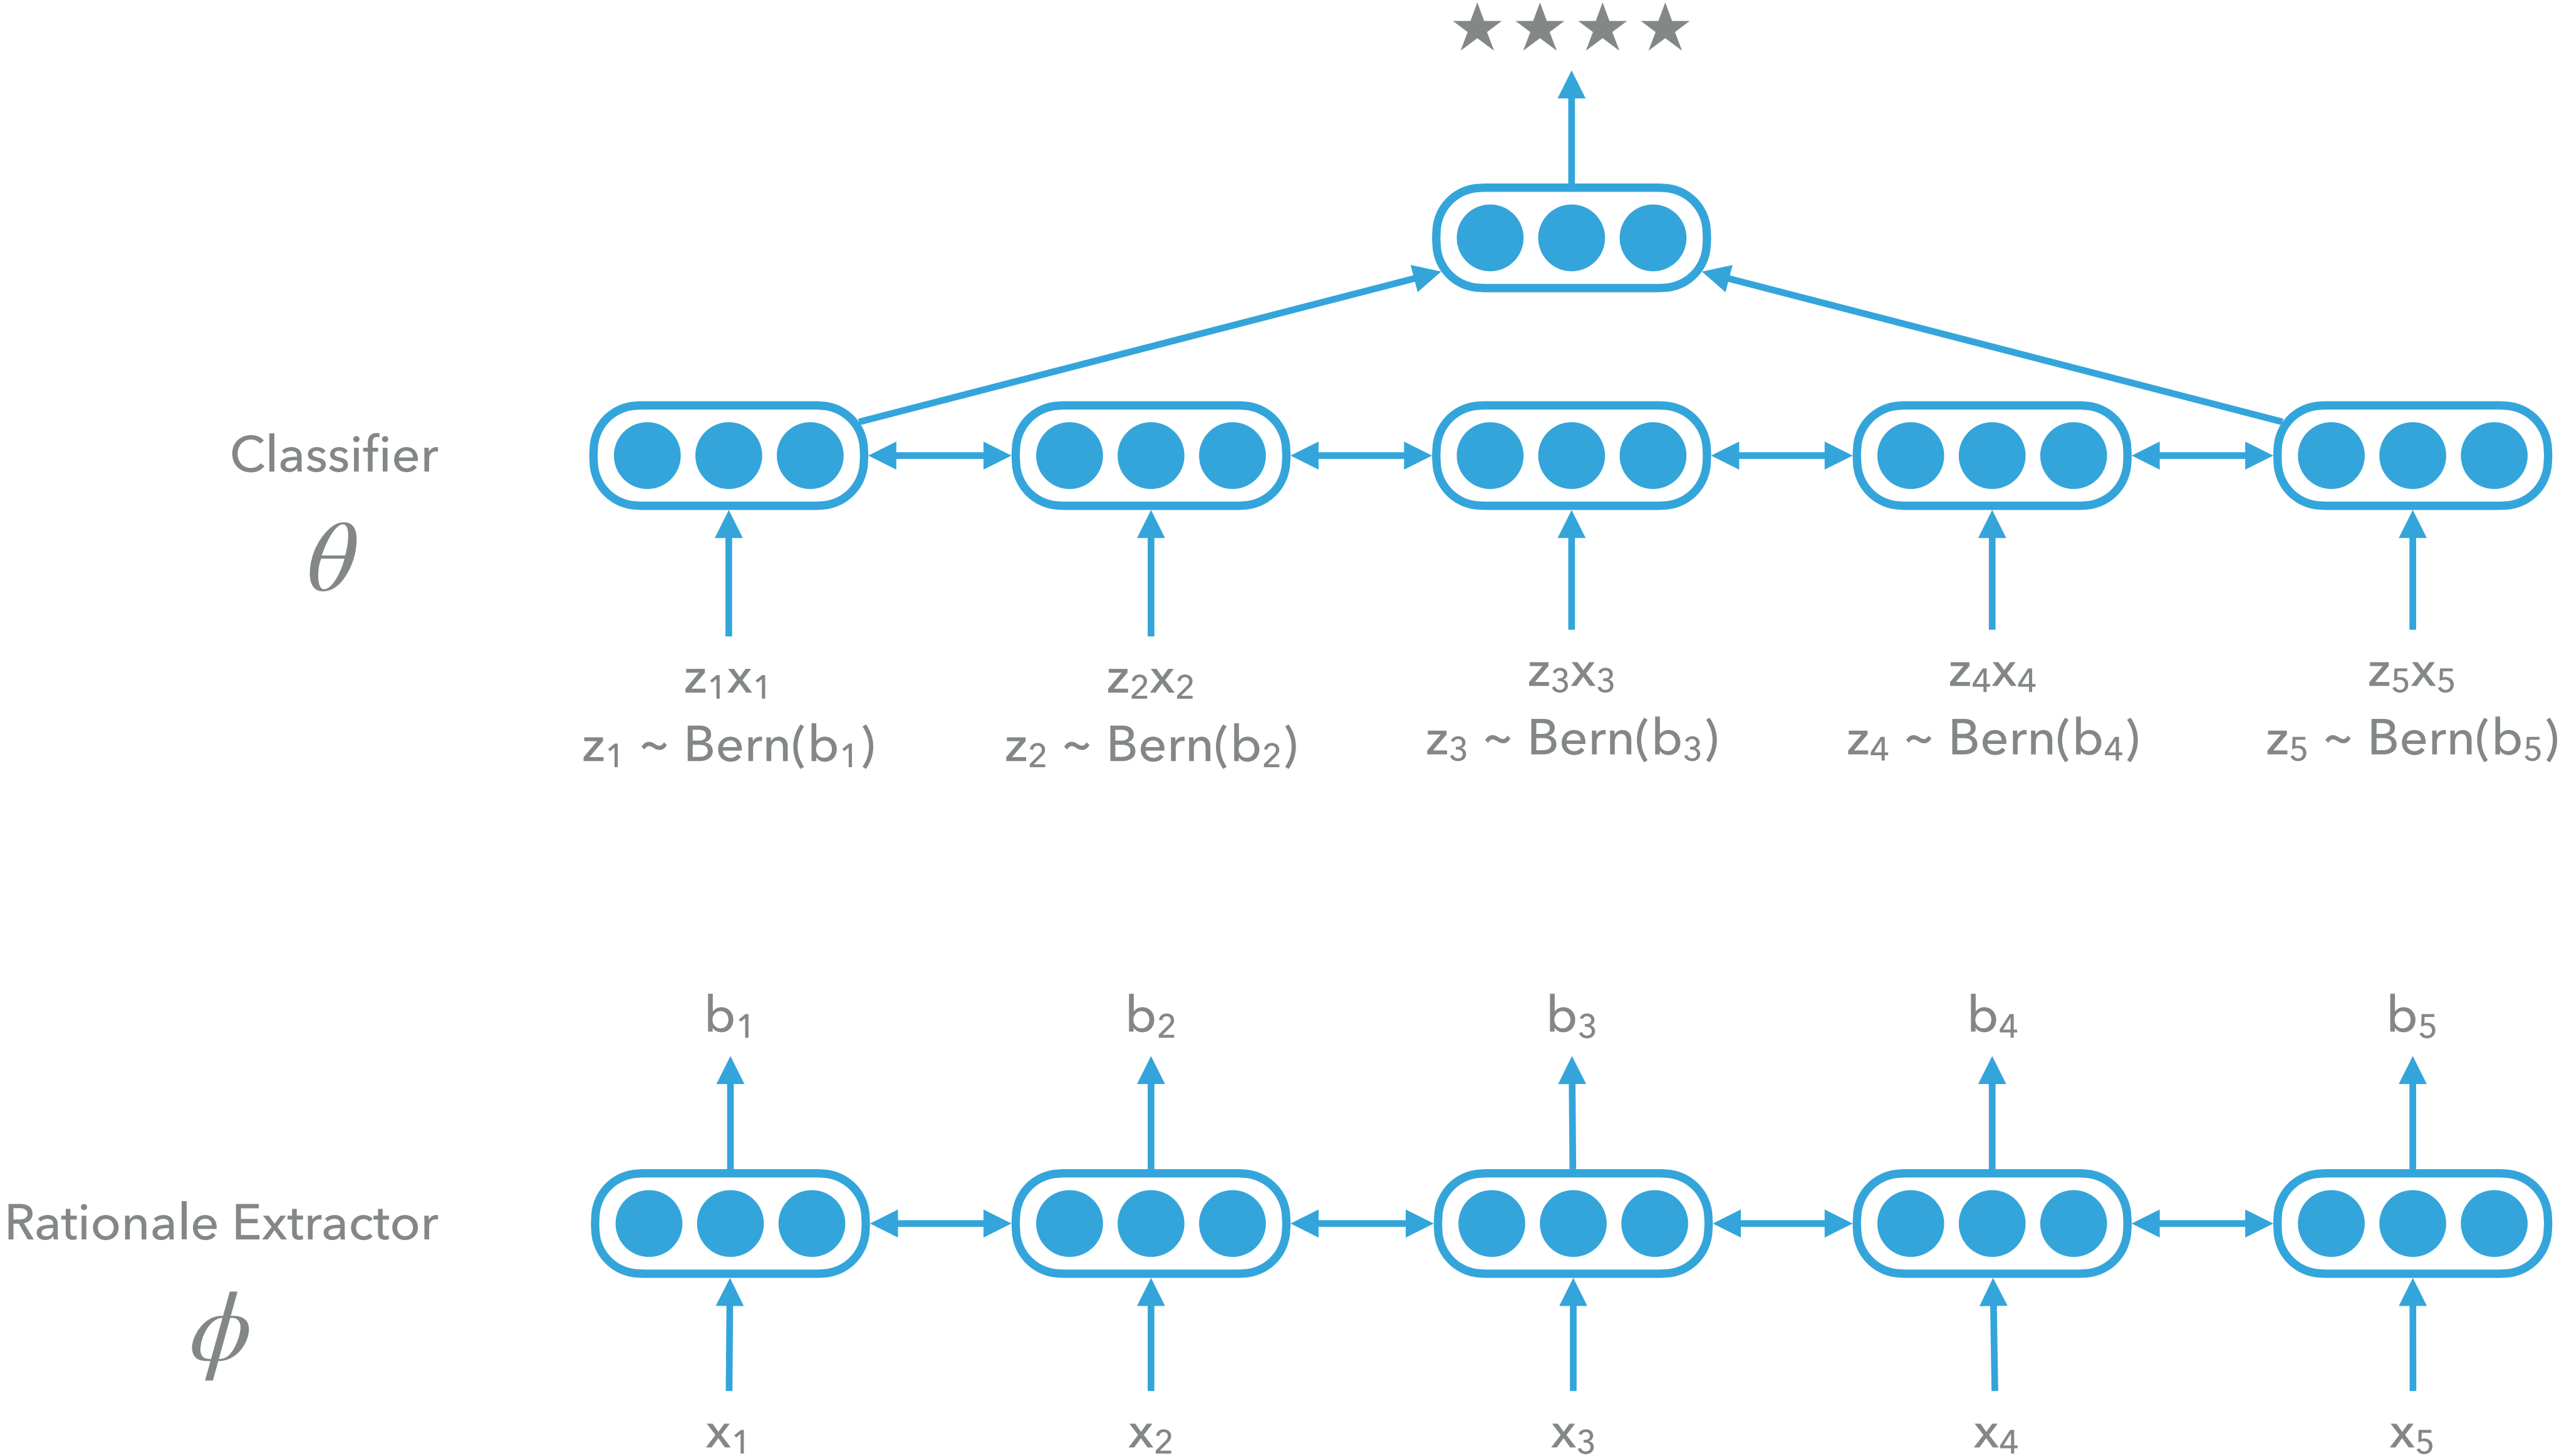 ★★★★
Classifier
θ
z₁x₁ z₂x₂ z₃x₃ z₄x₄ z₅x₅
z₁ ~ Bern(b₁) z₂ ~ Bern(b₂) z₃ ~ Bern(b₃) z₄ ~ Bern(b₄) z₅ ~ Bern(b₅)
b₁ b₂ b₃ b₄ b₅
Rationale Extractor
ϕ
x₁ x₂ x₃ x₄ x₅